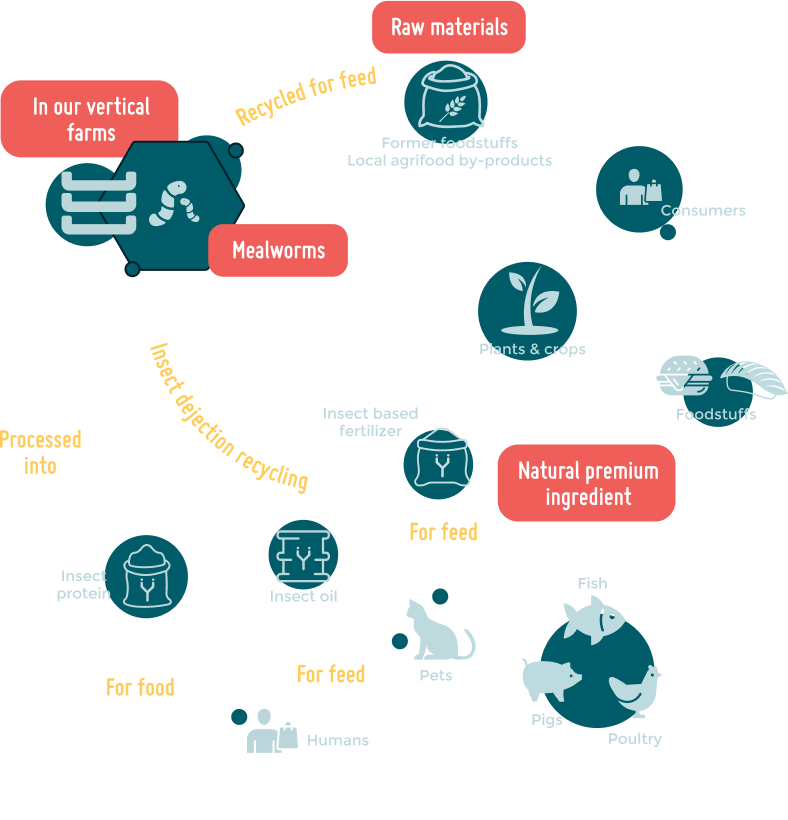 Raw materials
Recycled for feed
Former foodstuffs
Local agrifood by-products
In our vertical
farms
Mealworms
Consumers
Plants & crops
Foodstuffs
Insect dejection recycling
Insect based
fertilizer
Natural premium
ingredient
Processed
into
For feed
Insect
protein
Insect oil
Fish
Pets
Pigs
Poultry
For food
For feed
Humans